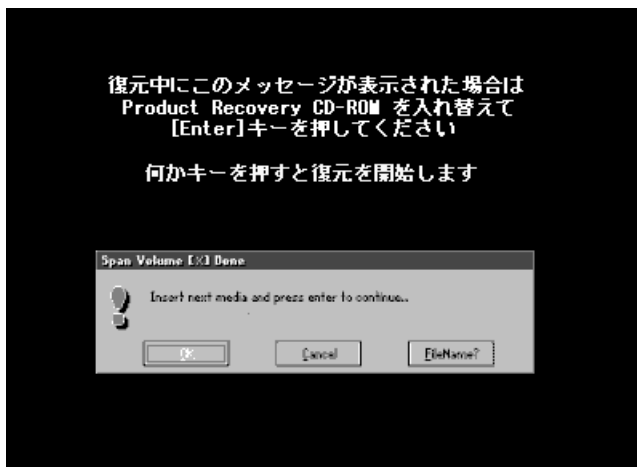 復元中にこのメッセージが表示された場合は
Product Recovery CD-ROM を入れ替えて
[Enter]キーを押してください
何かキーを押すと復元を開始します
Span Volume [X] Done
Insert next media and press enter to continue..
OK
Cancel
FileName?